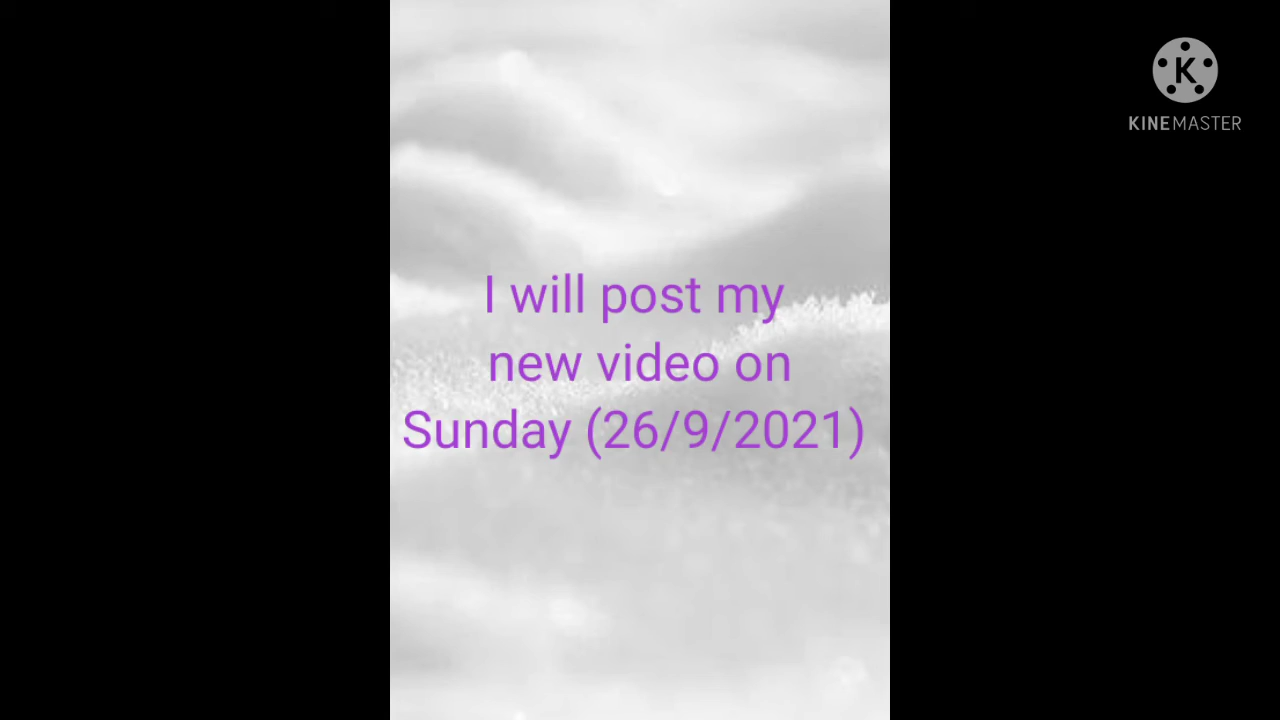 K
KINEMASTER
I will post my
new video on
Sunday (26/9/2021)